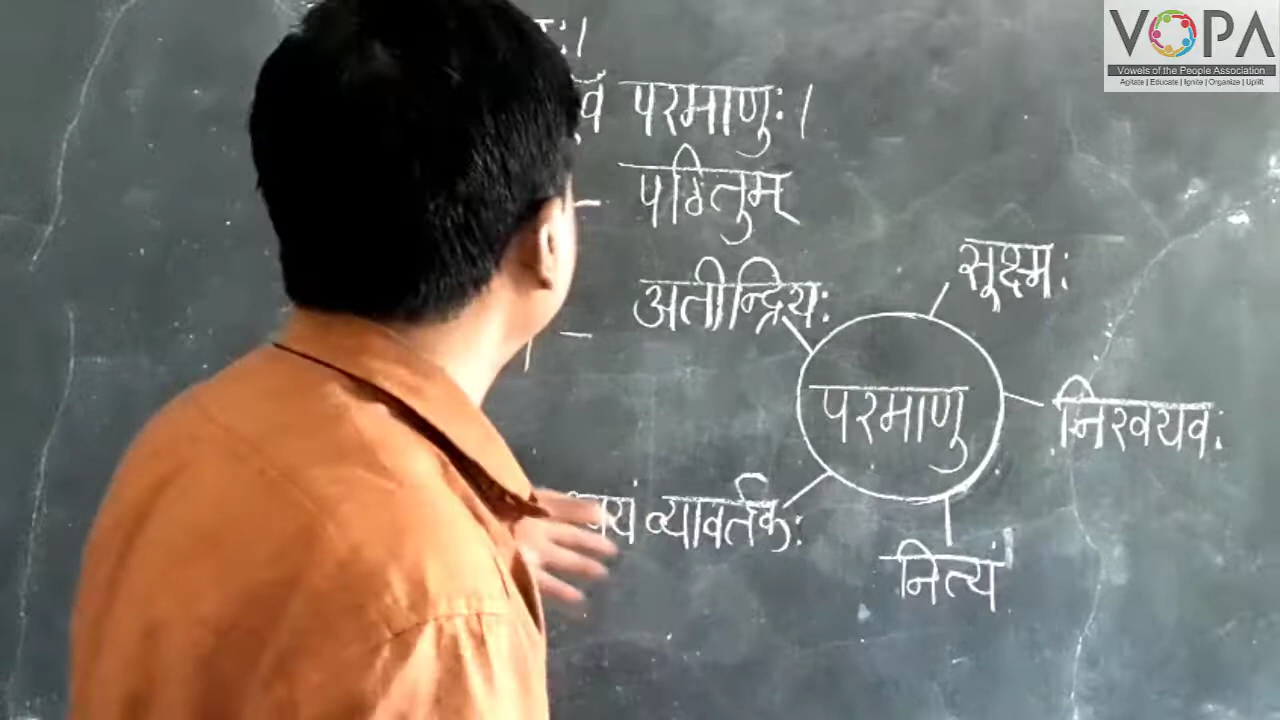 VOPA
Vowels of the People Association
Agitate | Educate | Ignite | Organize | Uplift
परमाणुः।
पठितुम्
सूक्ष्मः
अतीन्द्रियः
परमाणु
निरवयवः
व्यावर्तकः
नित्यं